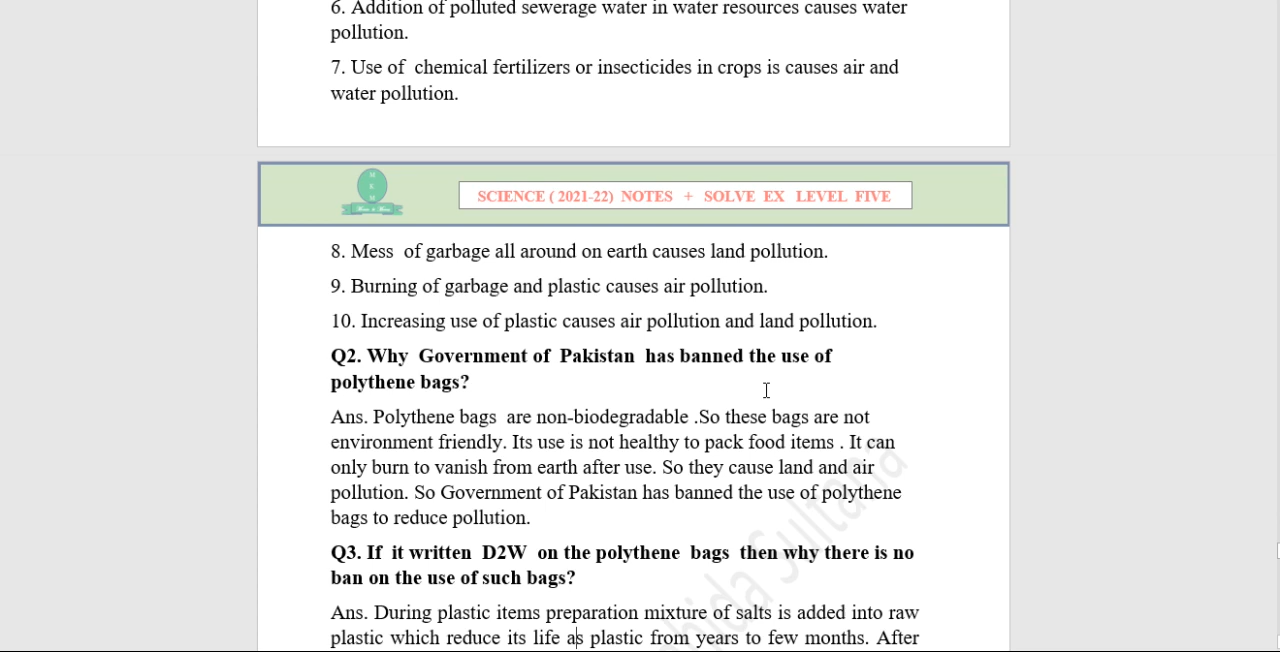 6. Addition of polluted sewerage water in water resources causes water
pollution.
7. Use of  chemical fertilizers or insecticides in crops is causes air and
water pollution.
M
K
M
SCIENCE ( 2021-22)  NOTES  +  SOLVE  EX  LEVEL  FIVE
8. Mess  of garbage all around on earth causes land pollution.
9. Burning of garbage and plastic causes air pollution.
10. Increasing use of plastic causes air pollution and land pollution.
Q2. Why  Government of  Pakistan  has banned the use of
polythene bags?
Ans. Polythene bags  are non-biodegradable .So these bags are not
environment friendly. Its use is not healthy to pack food items . It can
only burn to vanish from earth after use. So they cause land and air
pollution. So Government of Pakistan has banned the use of polythene
bags to reduce pollution.
Q3. If  it written  D2W  on the polythene  bags  then why there is no
ban on the use of such bags?
Ans. During plastic items preparation mixture of salts is added into raw
plastic which reduce its life as plastic from years to few months. After
Sultana